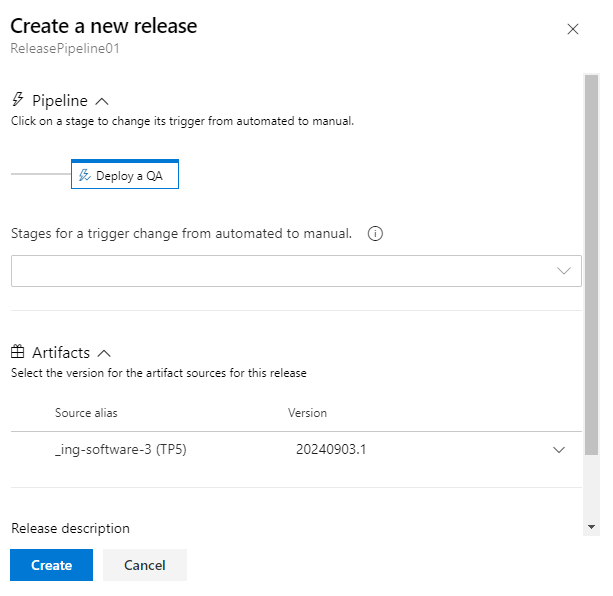 Create a new release
ReleasePipeline01
Pipeline
Click on a stage to change its trigger from automated to manual.
Deploy a QA
Stages for a trigger change from automated to manual.
Artifacts
Select the version for the artifact sources for this release
Source alias Version
_ing-software-3 (TP5) 20240903.1
Release description
Create Cancel